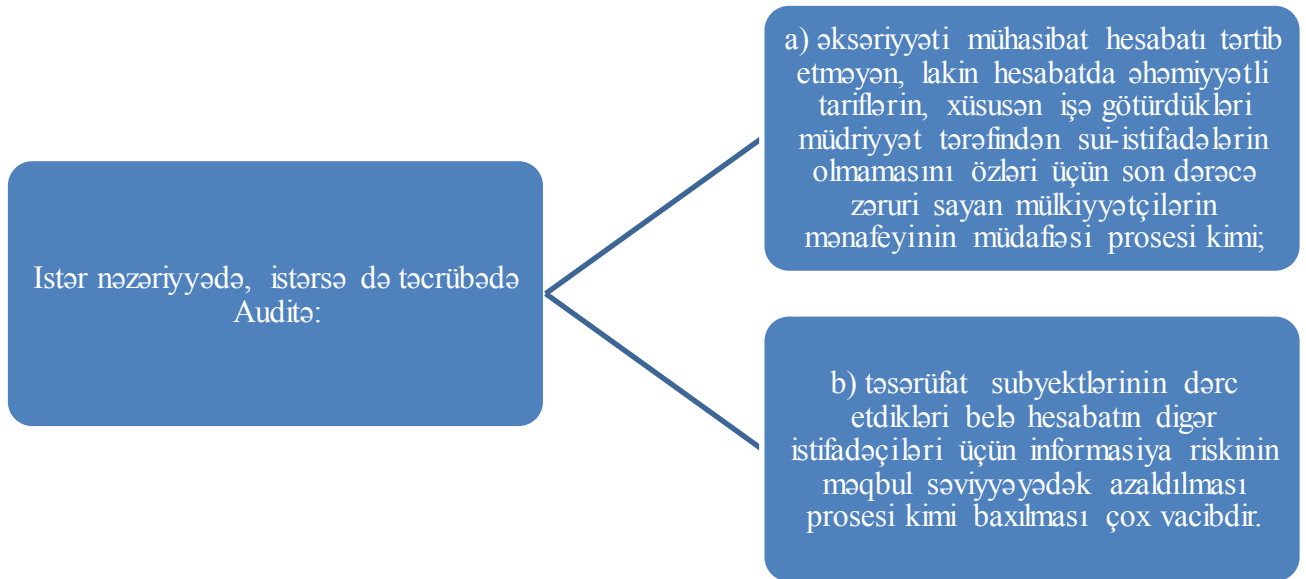 Istər nəzəriyyədə, istərsə də təcrübədə
Auditə:
a) əksəriyyəti mühasibat hesabatı tərtib
etməyən, lakin hesabatda əhəmiyyətli
tariflərin, xüsusən işə götürdükləri
müdriyyət tərəfindən sui-istifadələrin
olmamasını özləri üçün son dərəcə
zəruri sayan mülkiyyətçilərin
mənafeyinin müdafiəsi prosesi kimi;
b) təsərüfat subyektlərinin dərc
etdikləri belə hesabatın digər
istifadəçiləri üçün informasiya riskinin
məqbul səviyyəyədək azaldılması
prosesi kimi baxılması çox vacibdir.